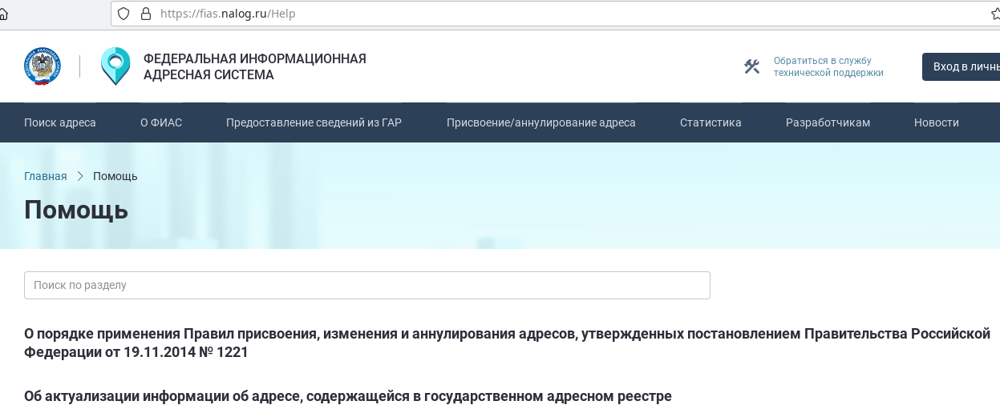 https://fias.nalog.ru/Help
ФЕДЕРАЛЬНАЯ ИНФОРМАЦИОННАЯ
АДРЕСНАЯ СИСТЕМА
Обратиться в службу
технической поддержки
Вход в
Поиск адреса О ФИАС Предоставление сведений из ГАР Присвоение/аннулирование адреса Статистика Разработчикам Новости
Главная Помощь
Помощь
Поиск по разделу
О порядке применения Правил присвоения, изменения и аннулирования адресов, утвержденных постановлением Правительства Российской
Федерации от 19.11.2014 № 1221
Об актуализации информации об адресе, содержащейся в государственном адресном реестре